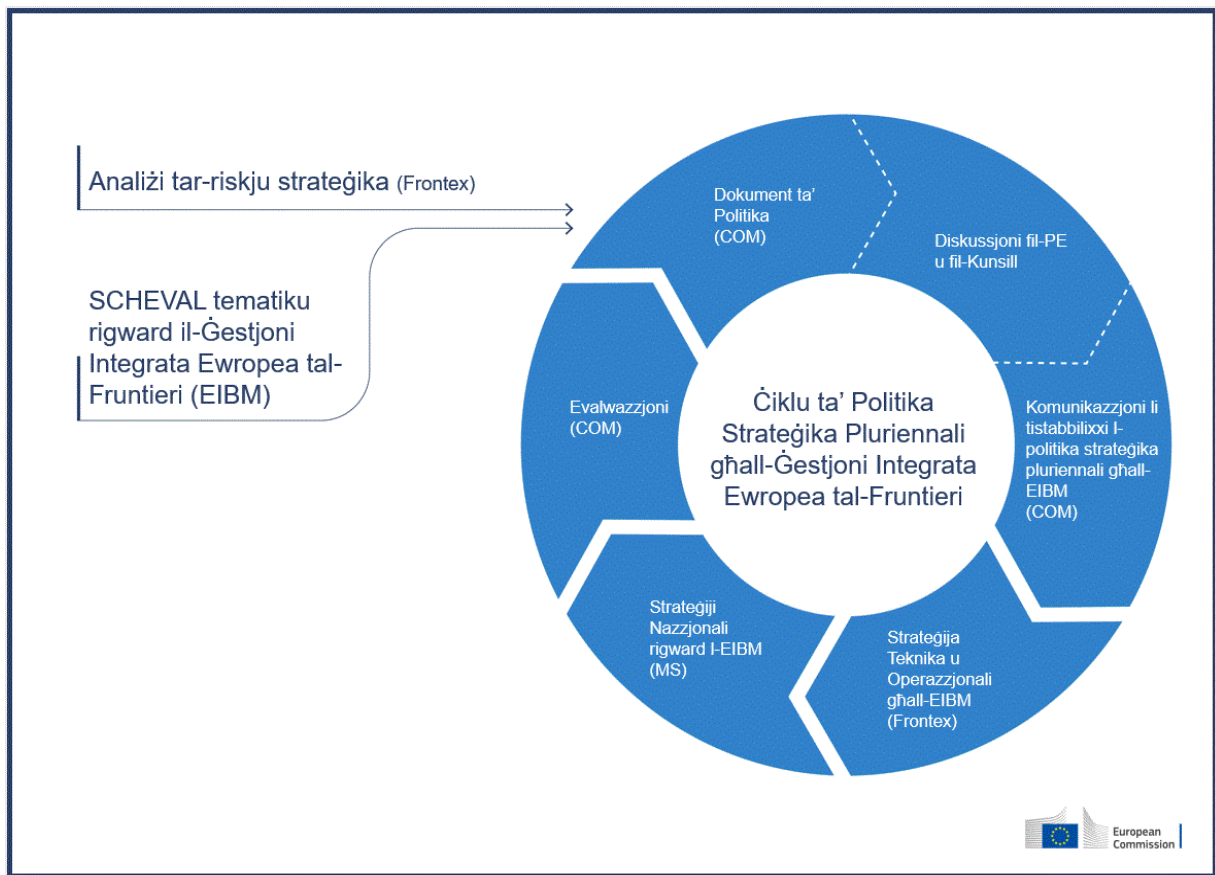 Analiżi tar-riskju strateġika (Frontex)
SCHEVAL tematiku
rigward il-Ġestjoni
Integrata Ewropea tal-
Fruntieri (EIBM)
Dokument ta’
Politika
(COM)
Diskussjoni fil-PE
u fil-Kunsill
Komunikazzjoni li
tistabbilixxi l-
politika strateġika
pluriennali għall-
EIBM
(COM)
Strateġija
Teknika u
Operazzjonali
għall-EIBM
(Frontex)
Strateġiji
Nazzjonali
rigward l-EIBM
(MS)
Evalwazzjoni
(COM)
Ċiklu ta’ Politika
Strateġika Pluriennali
għall-Ġestjoni Integrata
Ewropea tal-Fruntieri
European
Commission